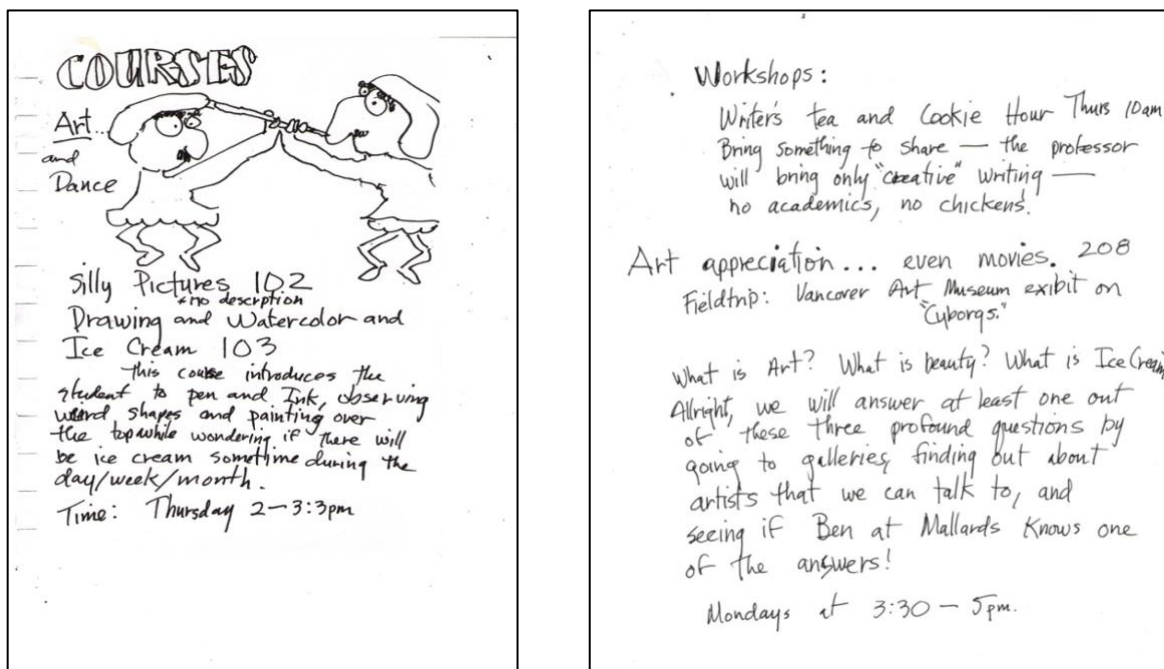 COURSES
Art...
and
Dance
Silly Pictures 102
*no descrption
Drawing and Watercolor and
Ice Cream 103
This course introduces the
student to pen and Ink, observing
weird shapes and painting over
the top while wondering if there will
be ice cream sometime during the
day/week/month.
Time: Thursday 2-3:3pm
Workshops:
Writer's tea and Cookie Hour Thurs 10am
Bring something to share — the professor
will bring only "creative" writing —
no academics, no chickens.
Art appreciation... even movies. 208
Fieldtrip: Vancover Art Museum exibit on
"Cyborgs."
What is Art? What is beauty? What is Ice Cream
Allright, we will answer at least one out
of these three profound questions by
going to galleries, finding out about
artists that we can talk to, and
seeing if Ben at Mallards Knows one
of the answers!
Mondays at 3:30 - 5pm.